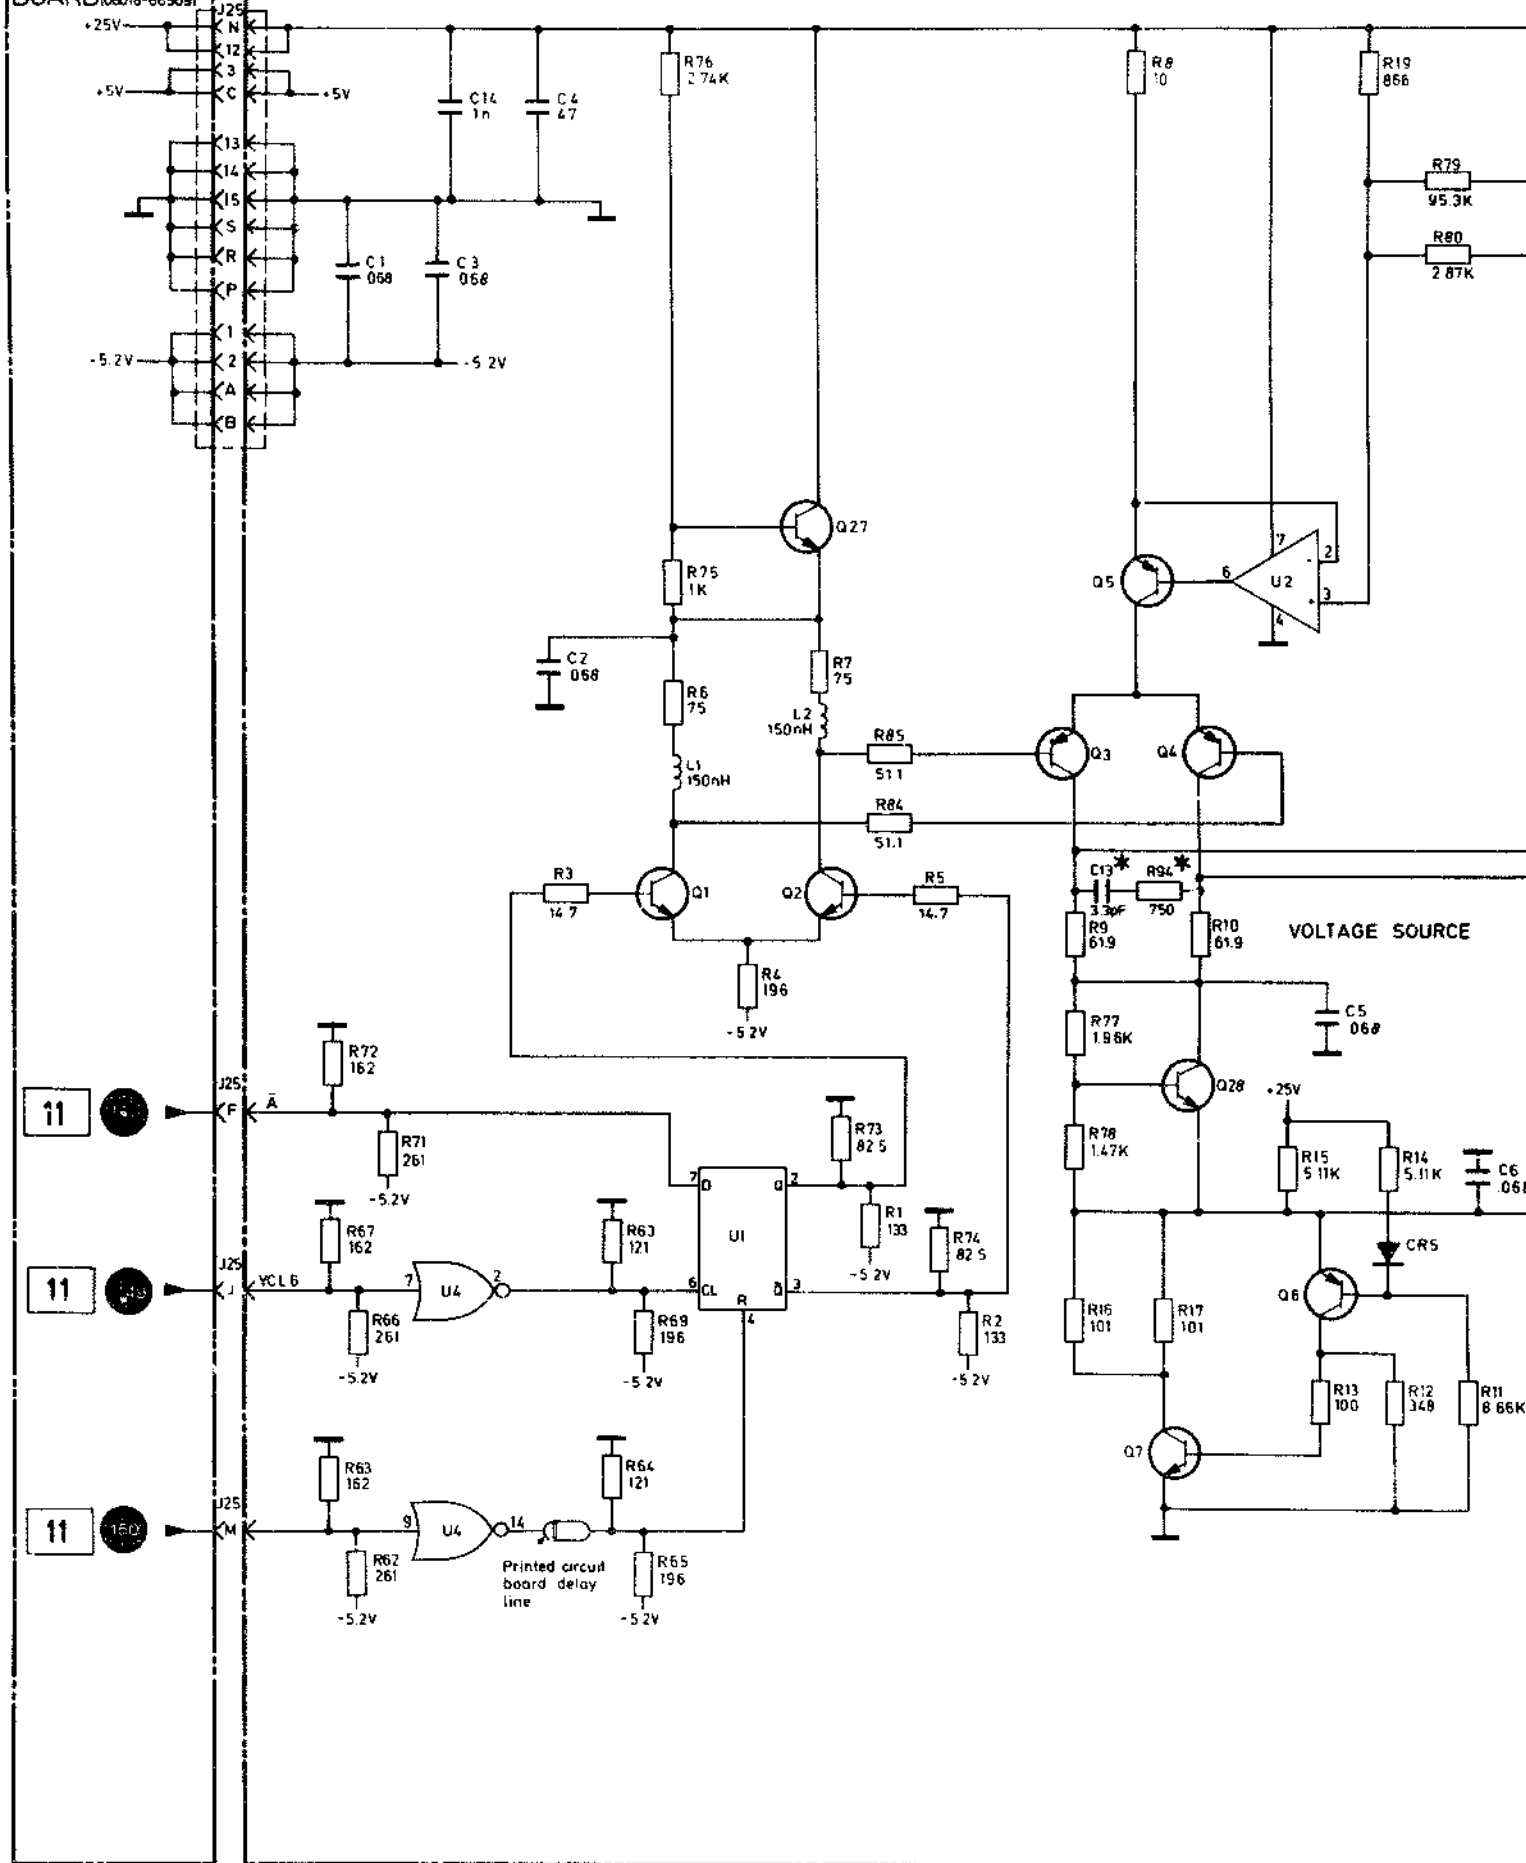 J25
+25V
N
12
3
+5V
C
+5V
13
14
15
S
R
P
1
-5.2V
2
-5.2V
A
B
C14
1n
C4
47
C1
068
C3
068
R76
2.74K
R8
10
R19
866
R79
95.3K
R80
2.87K
Q27
R75
1K
C2
068
R6
75
R7
75
L2
150nH
L1
150nH
R85
51.1
R84
51.1
Q5
6
U2
7
2
-
3
+
4
Q3
Q4
C13 *
3.3pF
R94 *
750
R3
14.7
Q1
Q2
R5
14.7
R9
61.9
R10
61.9
VOLTAGE SOURCE
R4
196
-5.2V
R77
1.96K
C5
068
Q28
+25V
R72
162
11
J25
F
Ā
R71
261
-5.2V
R73
82.5
R78
1.47K
R15
5.11K
R14
5.11K
C6
.068
7
D
Q
2
U1
R1
133
-5.2V
R74
82.5
R67
162
R63
121
CR5
11
J25
J
YCL6
7
U4
2
6
CL
R
4
Q̄
3
Q6
R66
261
-5.2V
R69
196
-5.2V
R2
133
-5.2V
R16
101
R17
101
R13
100
R12
348
R11
8.66K
Q7
R63
162
R64
121
11
150
J25
M
9
U4
14
R62
261
-5.2V
Printed circuit
board delay
line
R65
196
-5.2V